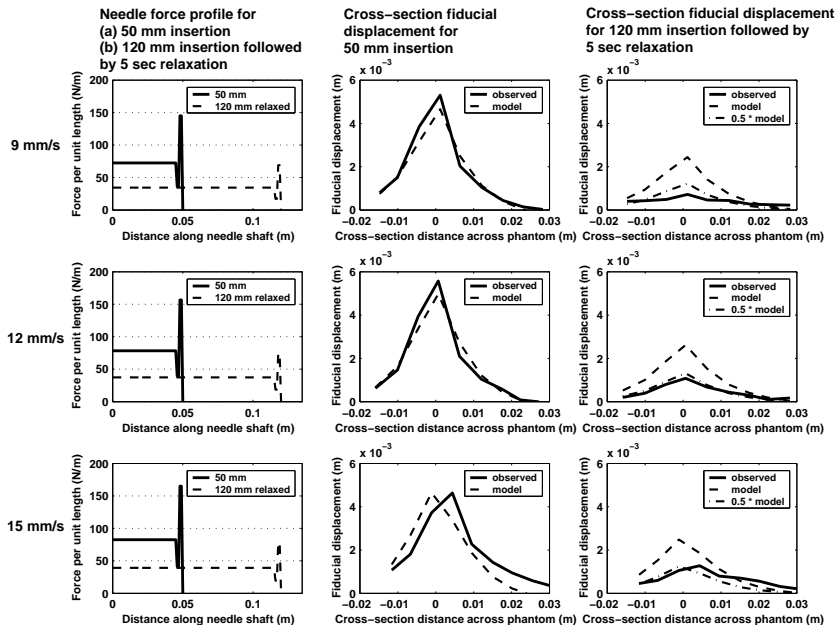 Needle force profile for
(a) 50 mm insertion
(b) 120 mm insertion followed
by 5 sec relaxation
Cross−section fiducial
displacement for
50 mm insertion
Cross−section fiducial displacement
for 120 mm insertion followed by
5 sec relaxation
9 mm/s
Force per unit length (N/m)
200
150
100
50
0
0 0.05 0.1
Distance along needle shaft (m)
50 mm
120 mm relaxed
x 10 −3
Fiducial displacement (m)
6
4
2
0
−0.02 −0.01 0 0.01 0.02 0.03
Cross−section distance across phantom (m)
observed
model
x 10 −3
Fiducial displacement (m)
6
4
2
0
−0.02 −0.01 0 0.01 0.02 0.03
Cross−section distance across phantom (m)
observed
model
0.5 * model
12 mm/s
Force per unit length (N/m)
200
150
100
50
0
0 0.05 0.1
Distance along needle shaft (m)
50 mm
120 mm relaxed
x 10 −3
Fiducial displacement (m)
6
4
2
0
−0.02 −0.01 0 0.01 0.02 0.03
Cross−section distance across phantom (m)
observed
model
x 10 −3
Fiducial displacement (m)
6
4
2
0
−0.02 −0.01 0 0.01 0.02 0.03
Cross−section distance across phantom (m)
observed
model
0.5 * model
15 mm/s
Force per unit length (N/m)
200
150
100
50
0
0 0.05 0.1
Distance along needle shaft (m)
50 mm
120 mm relaxed
x 10 −3
Fiducial displacement (m)
6
4
2
0
−0.02 −0.01 0 0.01 0.02 0.03
Cross−section distance across phantom (m)
observed
model
x 10 −3
Fiducial displacement (m)
6
4
2
0
−0.02 −0.01 0 0.01 0.02 0.03
Cross−section distance across phantom (m)
observed
model
0.5 * model